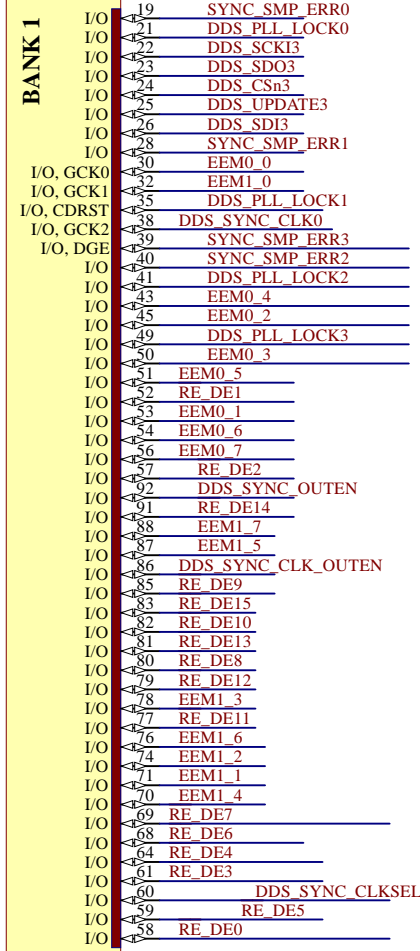 BANK 1
I/O 19 SYNC_SMP_ERR0
I/O 21 DDS_PLL_LOCK0
I/O 22 DDS_SCKI3
I/O 23 DDS_SDO3
I/O 24 DDS_CSn3
I/O 25 DDS_UPDATE3
I/O 26 DDS_SDI3
I/O 28 SYNC_SMP_ERR1
I/O, GCK0 30 EEM0_0
I/O, GCK1 32 EEM1_0
I/O, CDRST 35 DDS_PLL_LOCK1
I/O, GCK2 38 DDS_SYNC_CLK0
I/O, DGE 39 SYNC_SMP_ERR3
I/O 40 SYNC_SMP_ERR2
I/O 41 DDS_PLL_LOCK2
I/O 43 EEM0_4
I/O 45 EEM0_2
I/O 49 DDS_PLL_LOCK3
I/O 50 EEM0_3
I/O 51 EEM0_5
I/O 52 RE_DE1
I/O 53 EEM0_1
I/O 54 EEM0_6
I/O 56 EEM0_7
I/O 57 RE_DE2
I/O 92 DDS_SYNC_OUTEN
I/O 91 RE_DE14
I/O 88 EEM1_7
I/O 87 EEM1_5
I/O 86 DDS_SYNC_CLK_OUTEN
I/O 85 RE_DE9
I/O 83 RE_DE15
I/O 82 RE_DE10
I/O 81 RE_DE13
I/O 80 RE_DE8
I/O 79 RE_DE12
I/O 78 EEM1_3
I/O 77 RE_DE11
I/O 76 EEM1_6
I/O 74 EEM1_2
I/O 71 EEM1_1
I/O 70 EEM1_4
I/O 69 RE_DE7
I/O 68 RE_DE6
I/O 64 RE_DE4
I/O 61 RE_DE3
I/O 60 DDS_SYNC_CLKSEL
I/O 59 RE_DE5
I/O 58 RE_DE0